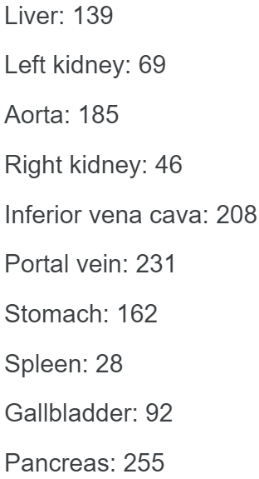 Liver: 139
Left kidney: 69
Aorta: 185
Right kidney: 46
Inferior vena cava: 208
Portal vein: 231
Stomach: 162
Spleen: 28
Gallbladder: 92
Pancreas: 255